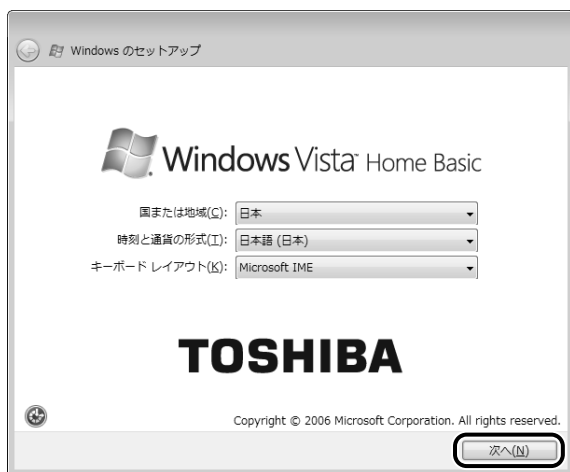 Windows のセットアップ
Windows Vista™ Home Basic
国または地域(C): 日本
時刻と通貨の形式(T): 日本語 (日本)
キーボード レイアウト(K): Microsoft IME
TOSHIBA
Copyright © 2006 Microsoft Corporation. All rights reserved.
次へ(N)